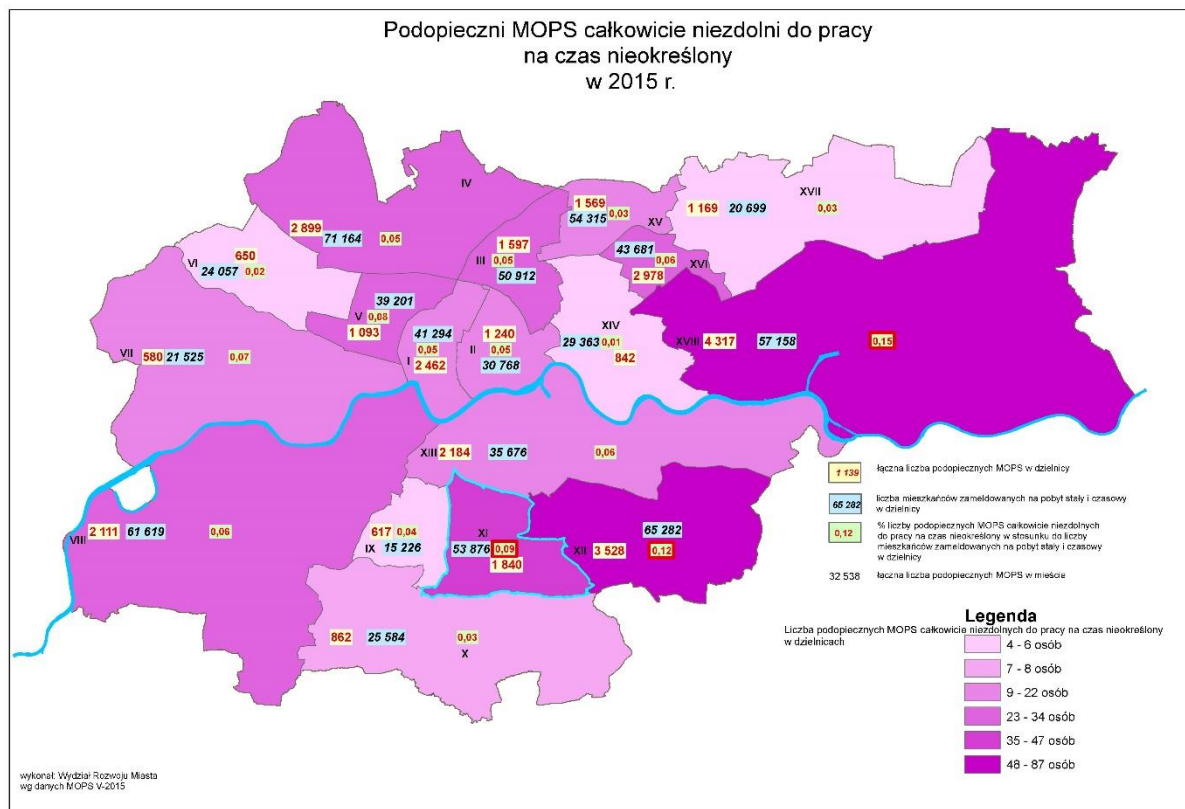 Podopieczni MOPS całkowicie niezdolni do pracy
na czas nieokreślony
w 2015 r.
IV
XVII
1 169 20 699 0,03
1 569
54 315 0,03
XV
2 899
71 164 0,05
1 597
III 0,05
50 912
43 681
0,06
2 978 XVI
VI 650
24 057 0,02
39 201
V 0,08
1 093
41 294
0,05
I 2 462
1 240
II 0,05
30 768
XIV
29 363 0,01
842
XVIII 4 317 57 158 0,15
VII 580 21 525 0,07
XIII 2 184 35 676 0,06
VIII 2 111 61 619 0,06
617 0,04
IX 15 226
XI
53 876 0,09
1 840
65 282
XII 3 528 0,12
862 25 584 0,03
X
1 139 łączna liczba podopiecznych MOPS w dzielnicy
65 282 liczba mieszkańców zameldowanych na pobyt stały i czasowy
w dzielnicy
0,12 % liczby podopiecznych MOPS całkowicie niezdolnych
do pracy na czas nieokreślony w stosunku do liczby
mieszkańców zameldowanych na pobyt stały i czasowy
w dzielnicy
32 538 łączna liczba podopiecznych MOPS w mieście
Legenda
Liczba podopiecznych MOPS całkowicie niezdolnych do pracy na czas nieokreślony
w dzielnicach
4 - 6 osób
7 - 8 osób
9 - 22 osób
23 - 34 osób
35 - 47 osób
48 - 87 osób
wykonał: Wydział Rozwoju Miasta
wg danych MOPS V-2015